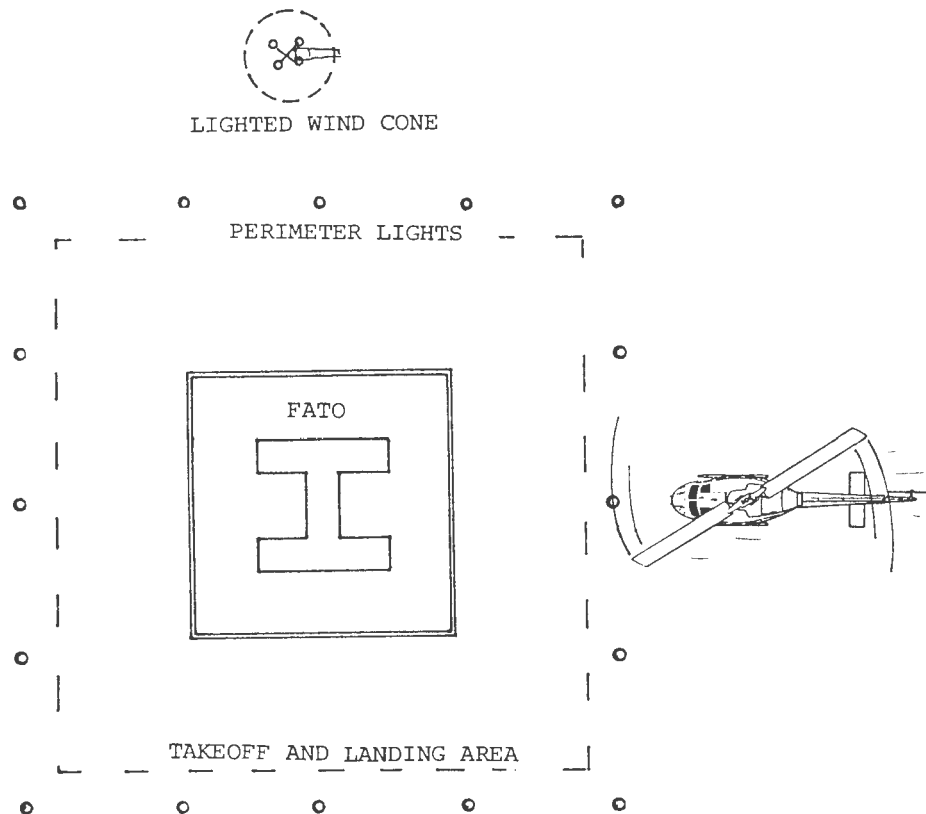 LIGHTED WIND CONE
PERIMETER LIGHTS
FATO
H
TAKEOFF AND LANDING AREA